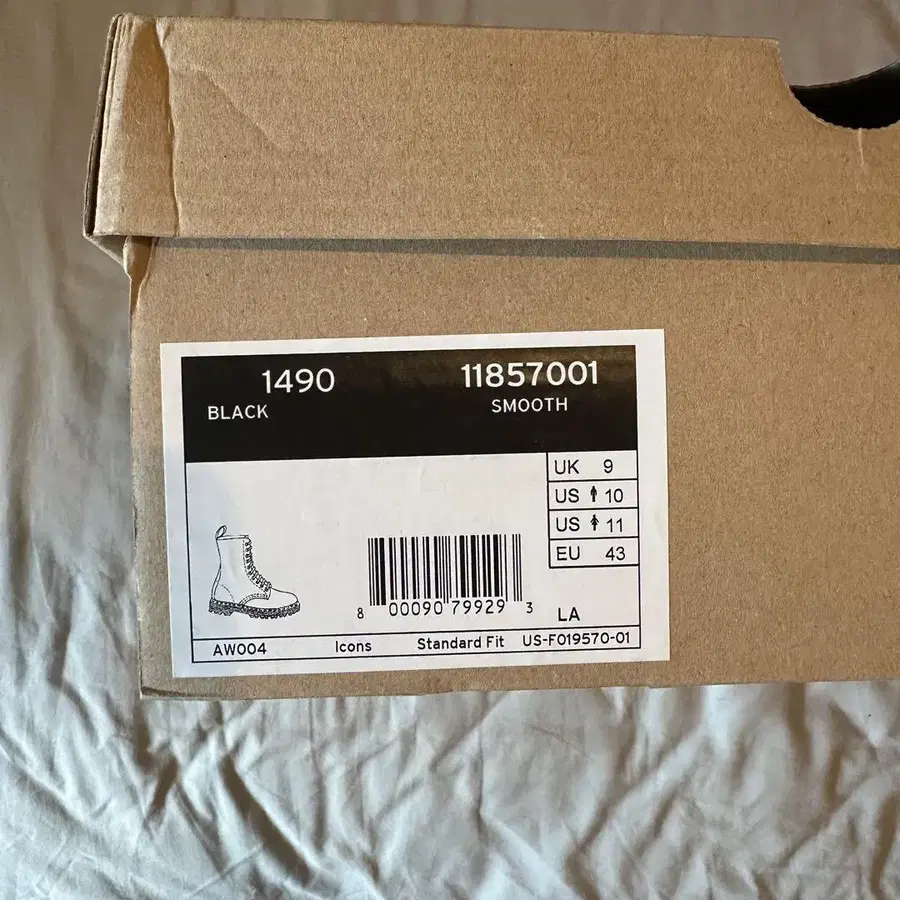 1490 11857001
BLACK SMOOTH
UK 9
US 10
US 11
EU 43
8 00090 79929 3
LA
AW004 Icons Standard Fit US-F019570-01